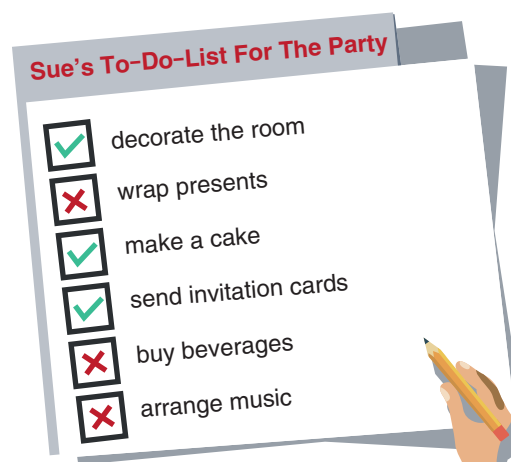 Sue's To-Do-List For The Party
decorate the room
wrap presents
make a cake
send invitation cards
buy beverages
arrange music